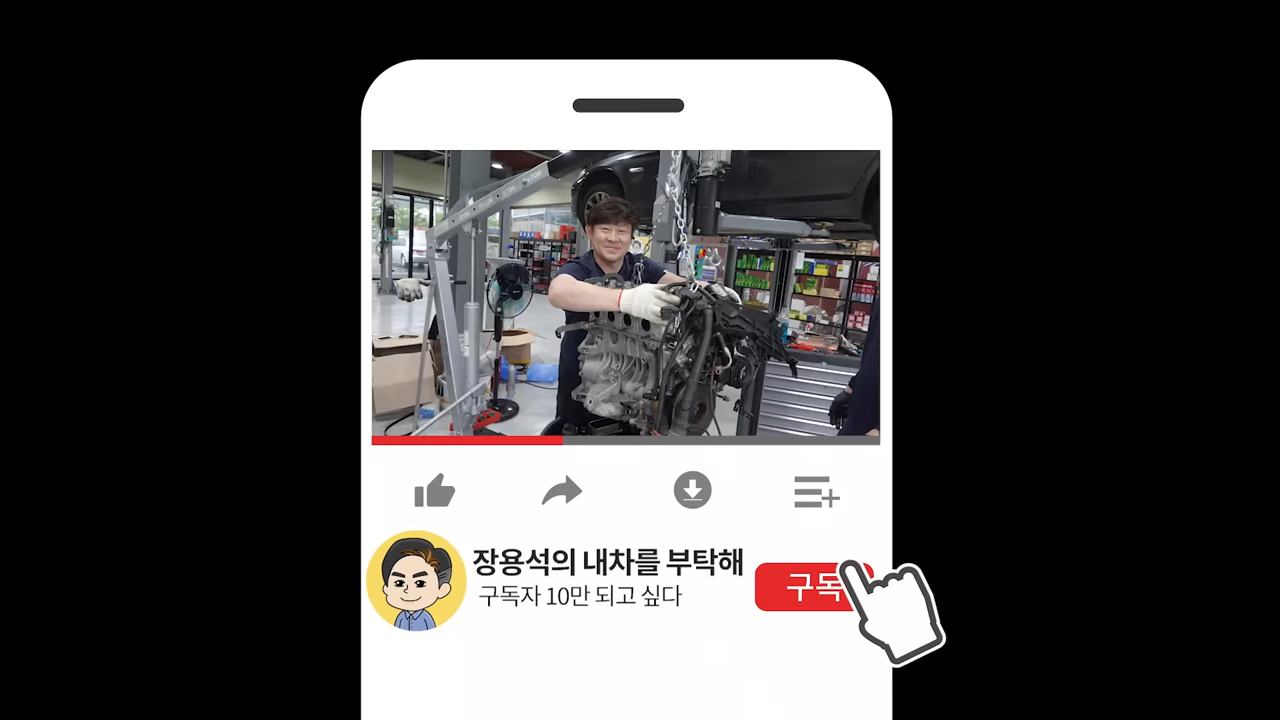 장용석의 내차를 부탁해
구독자 10만 되고 싶다
구독